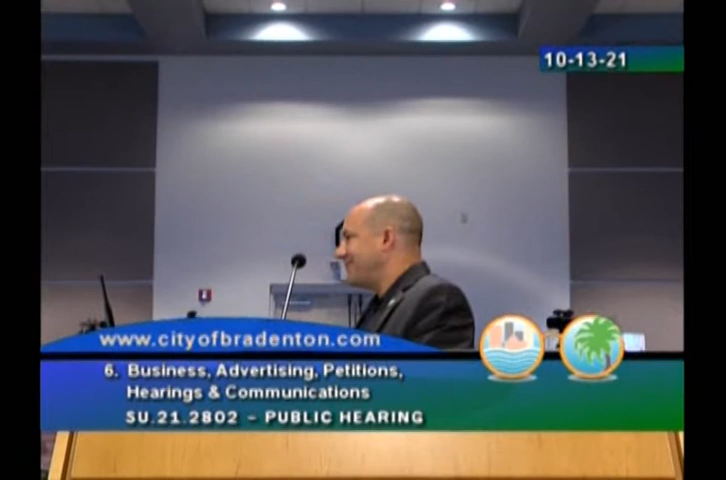 10-13-21
www.cityofbradenton.com
6. Business, Advertising, Petitions,
Hearings & Communications
SU.21.2802 – PUBLIC HEARING